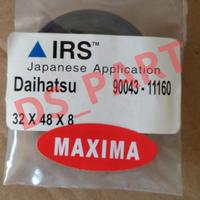 IRS™
Japanese Application
Daihatsu 90043 - 11160
32 X 48 X 8
MAXIMA
DS_PART